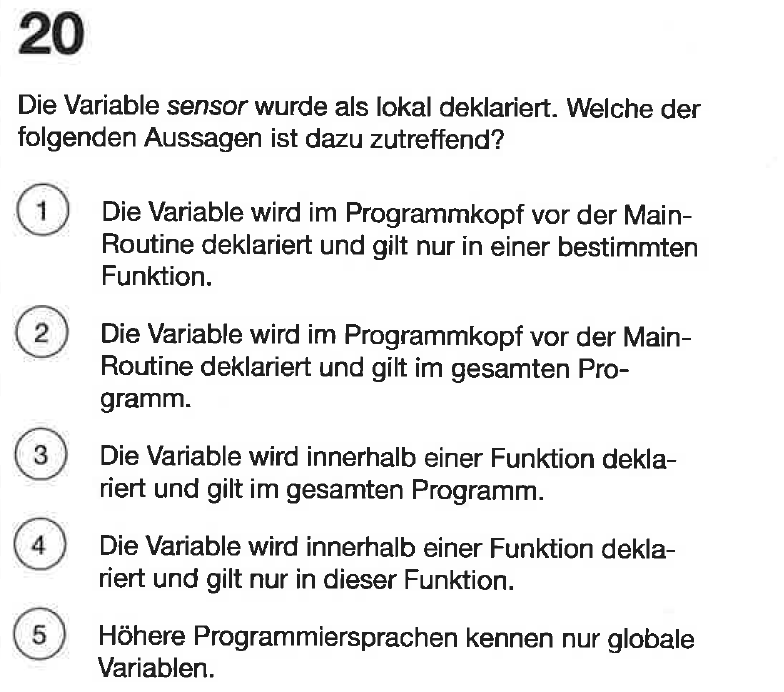 20
Die Variable sensor wurde als lokal deklariert. Welche der
folgenden Aussagen ist dazu zutreffend?
1 Die Variable wird im Programmkopf vor der Main-
Routine deklariert und gilt nur in einer bestimmten
Funktion.
2 Die Variable wird im Programmkopf vor der Main-
Routine deklariert und gilt im gesamten Pro-
gramm.
3 Die Variable wird innerhalb einer Funktion dekla-
riert und gilt im gesamten Programm.
4 Die Variable wird innerhalb einer Funktion dekla-
riert und gilt nur in dieser Funktion.
5 Höhere Programmiersprachen kennen nur globale
Variablen.